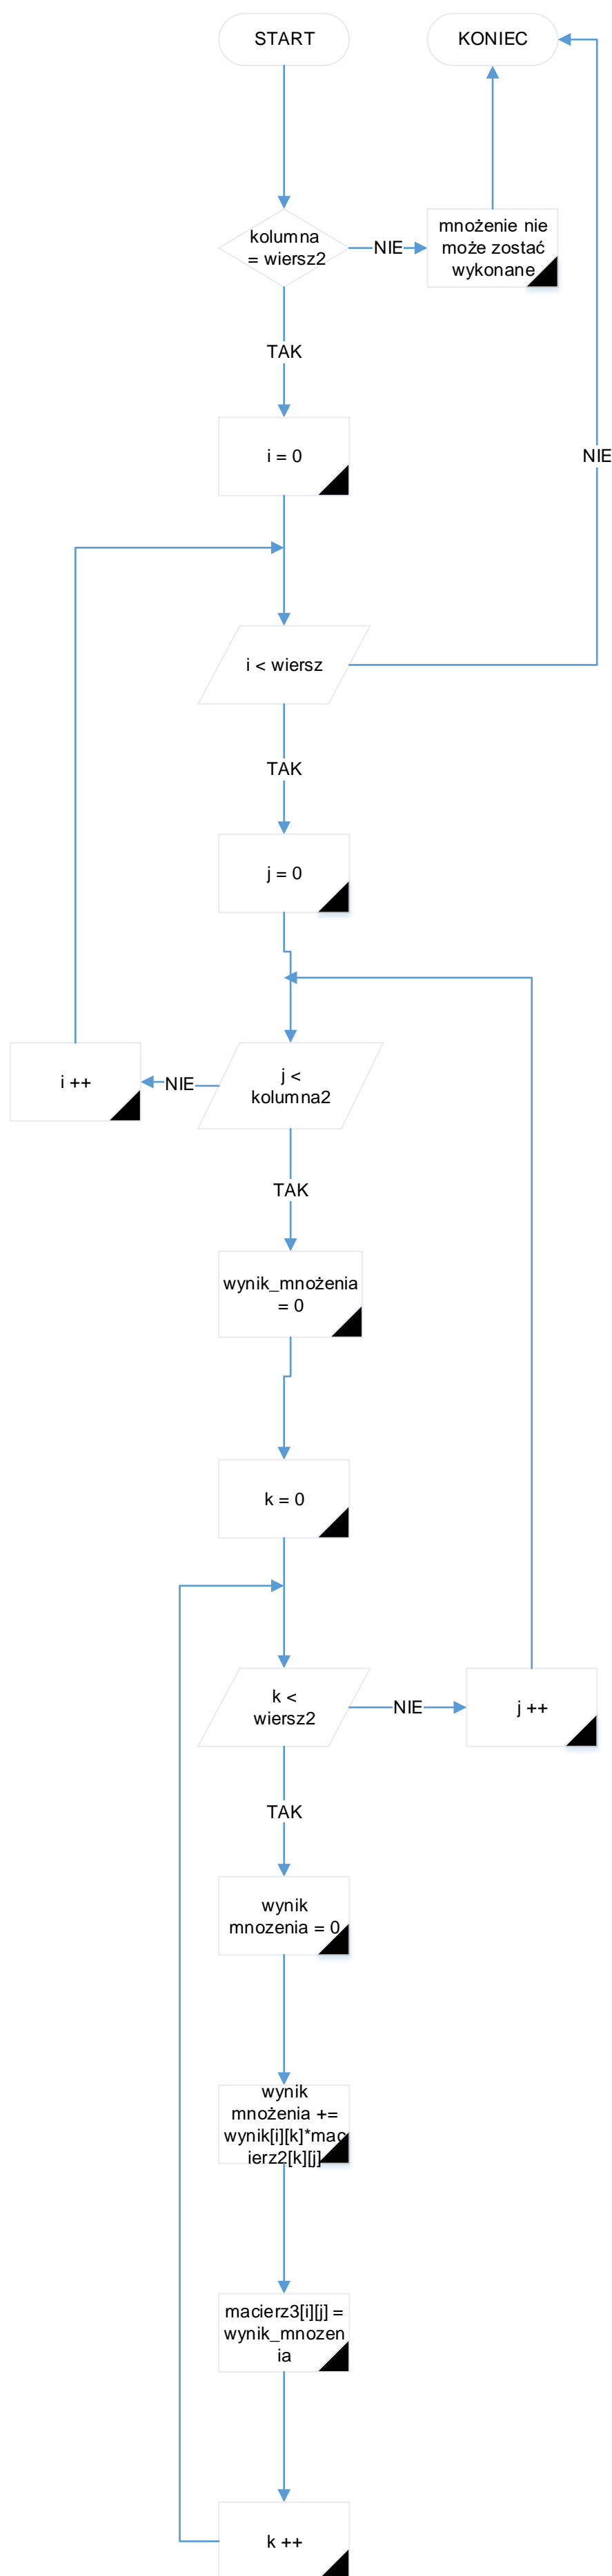 START
KONIEC
kolumna
= wiersz2
NIE
mnożenie nie
może zostać
wykonane
TAK
i = 0
NIE
i < wiersz
TAK
j = 0
j <
kolumna2
NIE
i ++
TAK
wynik_mnożenia
= 0
k = 0
k <
wiersz2
NIE
j ++
TAK
wynik
mnozenia = 0
wynik
mnożenia +=
wynik[i][k]*mac
ierz2[k][j]
macierz3[i][j] =
wynik_mnozen
ia
k ++